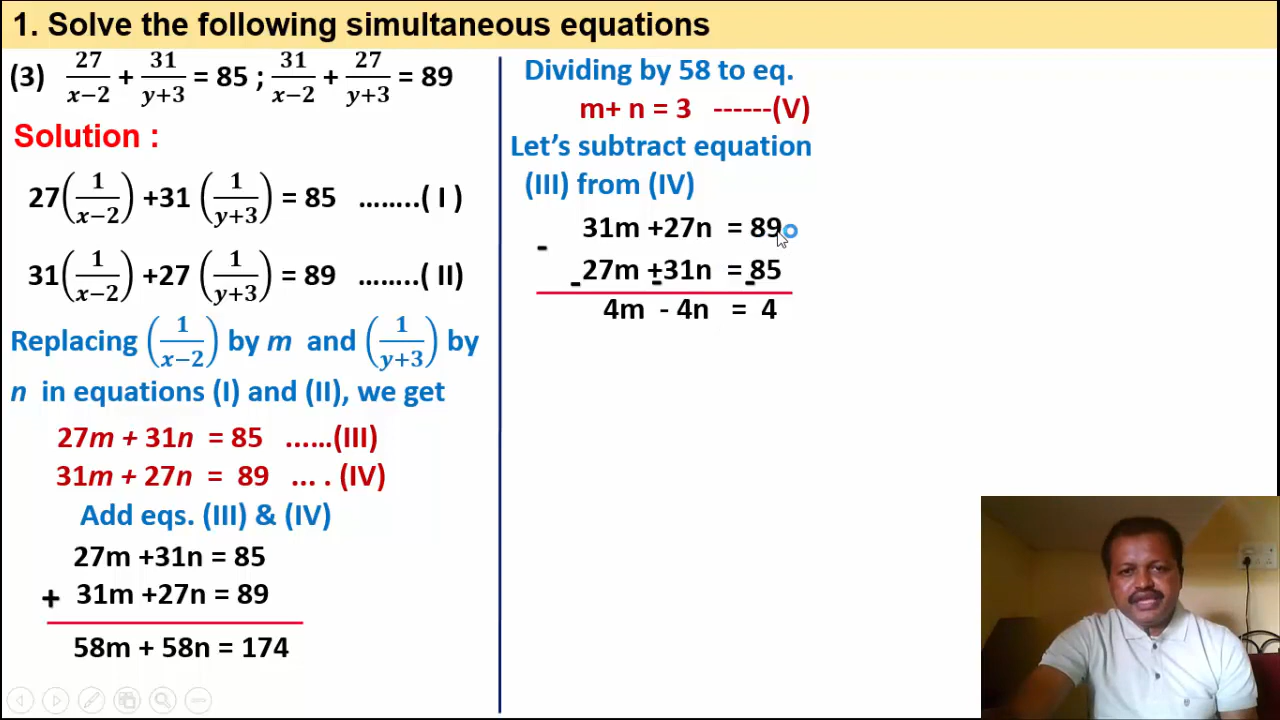 1. Solve the following simultaneous equations
(3) 27/(x−2) + 31/(y+3) = 85 ; 31/(x−2) + 27/(y+3) = 89
Solution :
27(1/(x−2)) +31 (1/(y+3)) = 85 ……..( I )
31(1/(x−2)) +27 (1/(y+3)) = 89 ……..( II)
Replacing (1/(x−2)) by m and (1/(y+3)) by
n in equations (I) and (II), we get
27m + 31n = 85 ...…(III)
31m + 27n = 89 … . (IV)
Add eqs. (III) & (IV)
27m +31n = 85
+ 31m +27n = 89
58m + 58n = 174
Dividing by 58 to eq.
m+ n = 3 ------(V)
Let’s subtract equation
(III) from (IV)
31m +27n = 89
-
27m +31n = 85
- - -
4m - 4n = 4